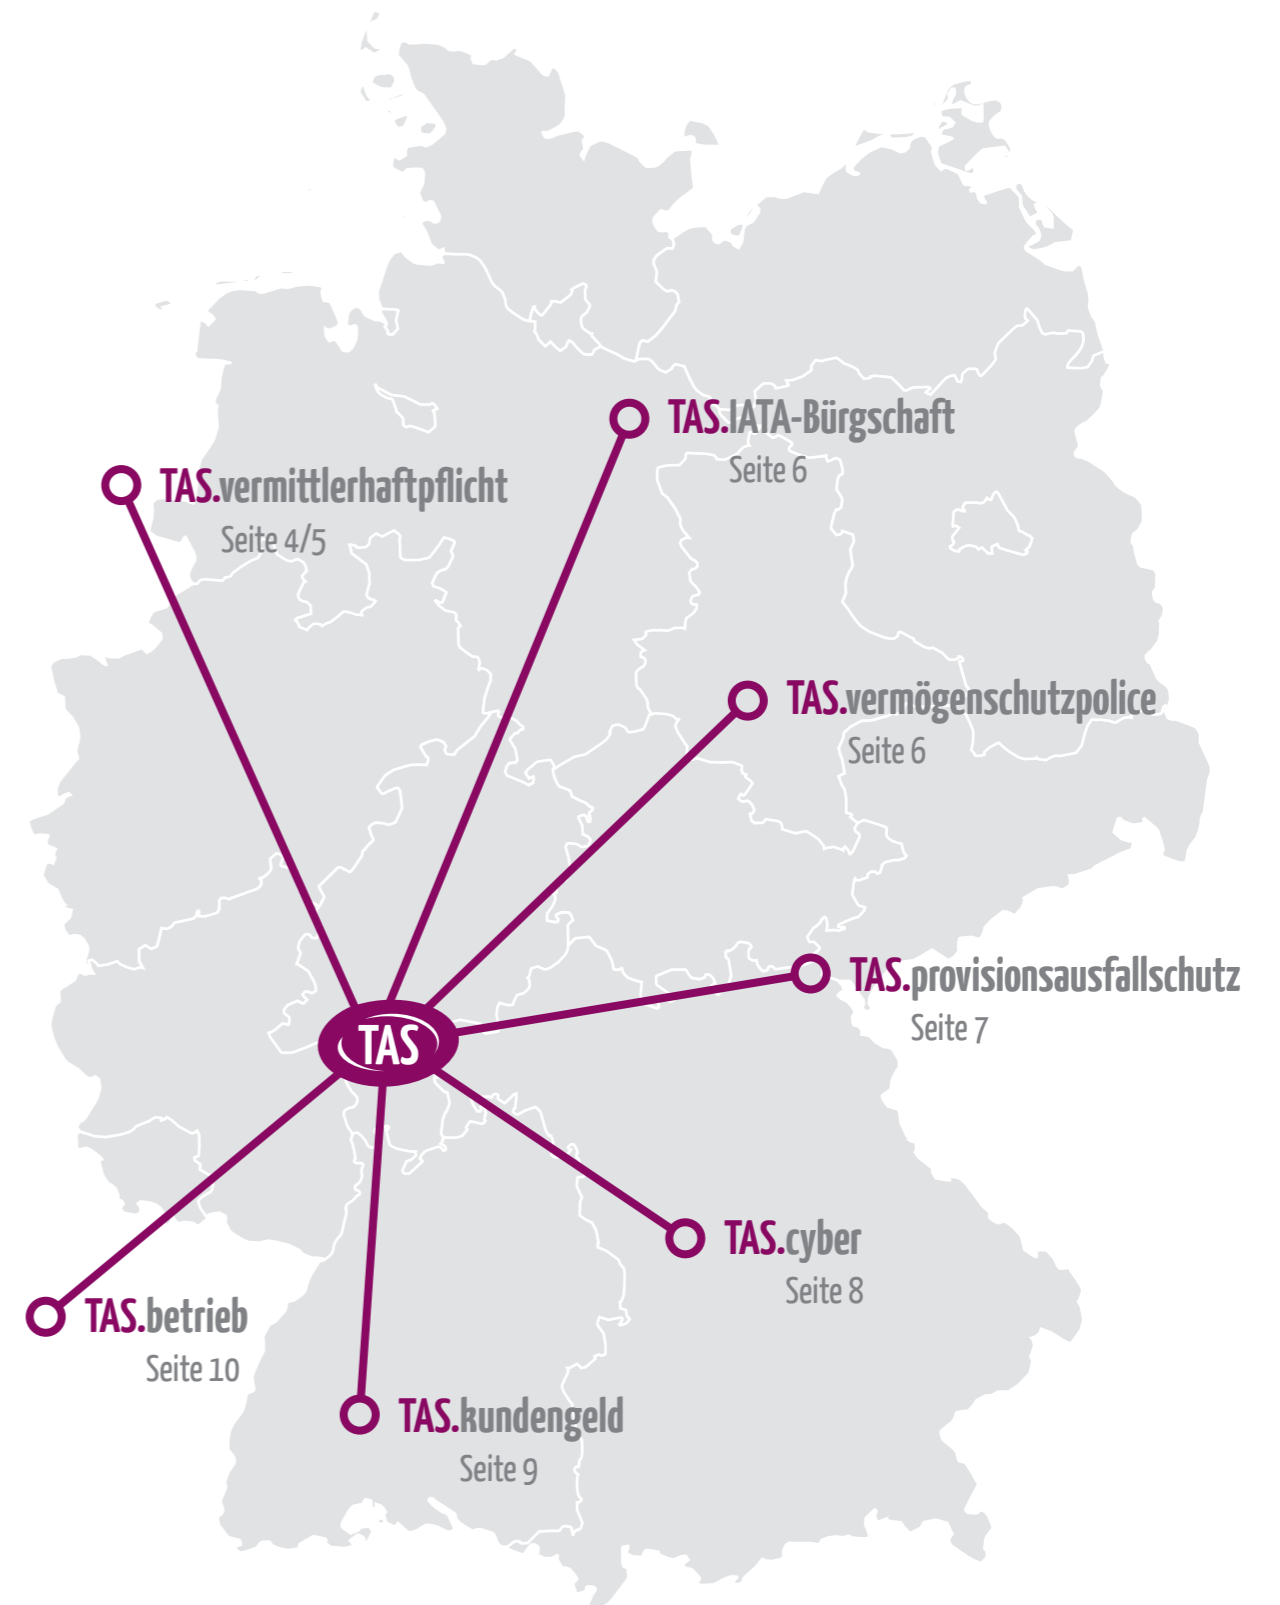 TAS.IATA-Bürgschaft
Seite 6
TAS.vermittlerhaftpflicht
Seite 4/5
TAS.vermögenschutzpolice
Seite 6
TAS.provisionsausfallschutz
Seite 7
TAS
TAS.cyber
Seite 8
TAS.betrieb
Seite 10
TAS.kundengeld
Seite 9